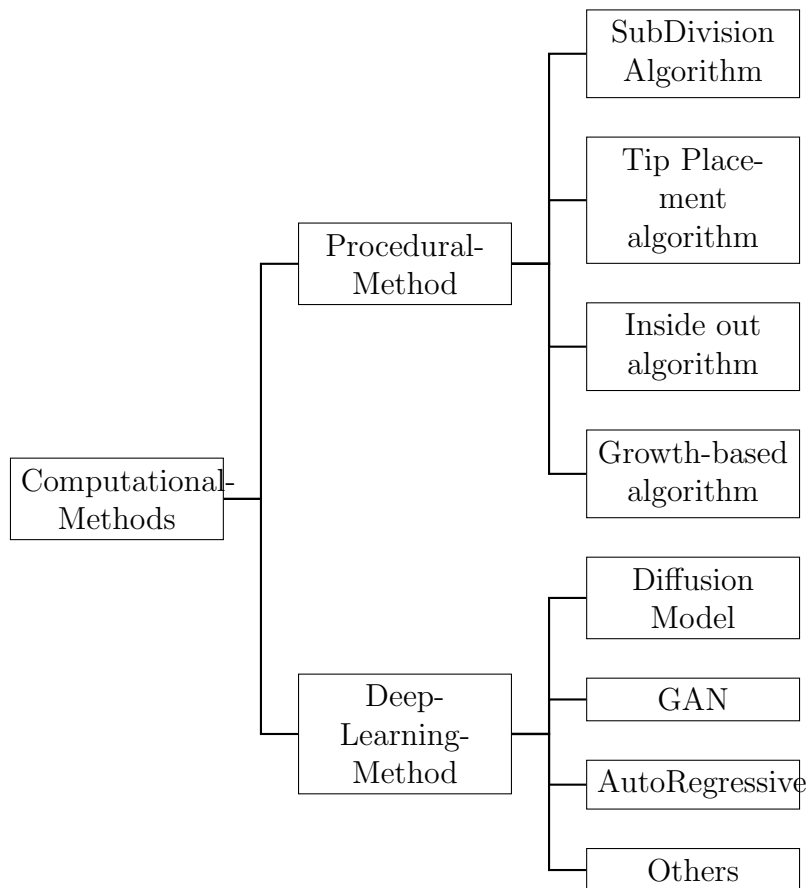 SubDivision
Algorithm
Tip Place-
ment
algorithm
Procedural-
Method
Inside out
algorithm
Growth-based
algorithm
Computational-
Methods
Diffusion
Model
Deep-
Learning-
Method
GAN
AutoRegressive
Others